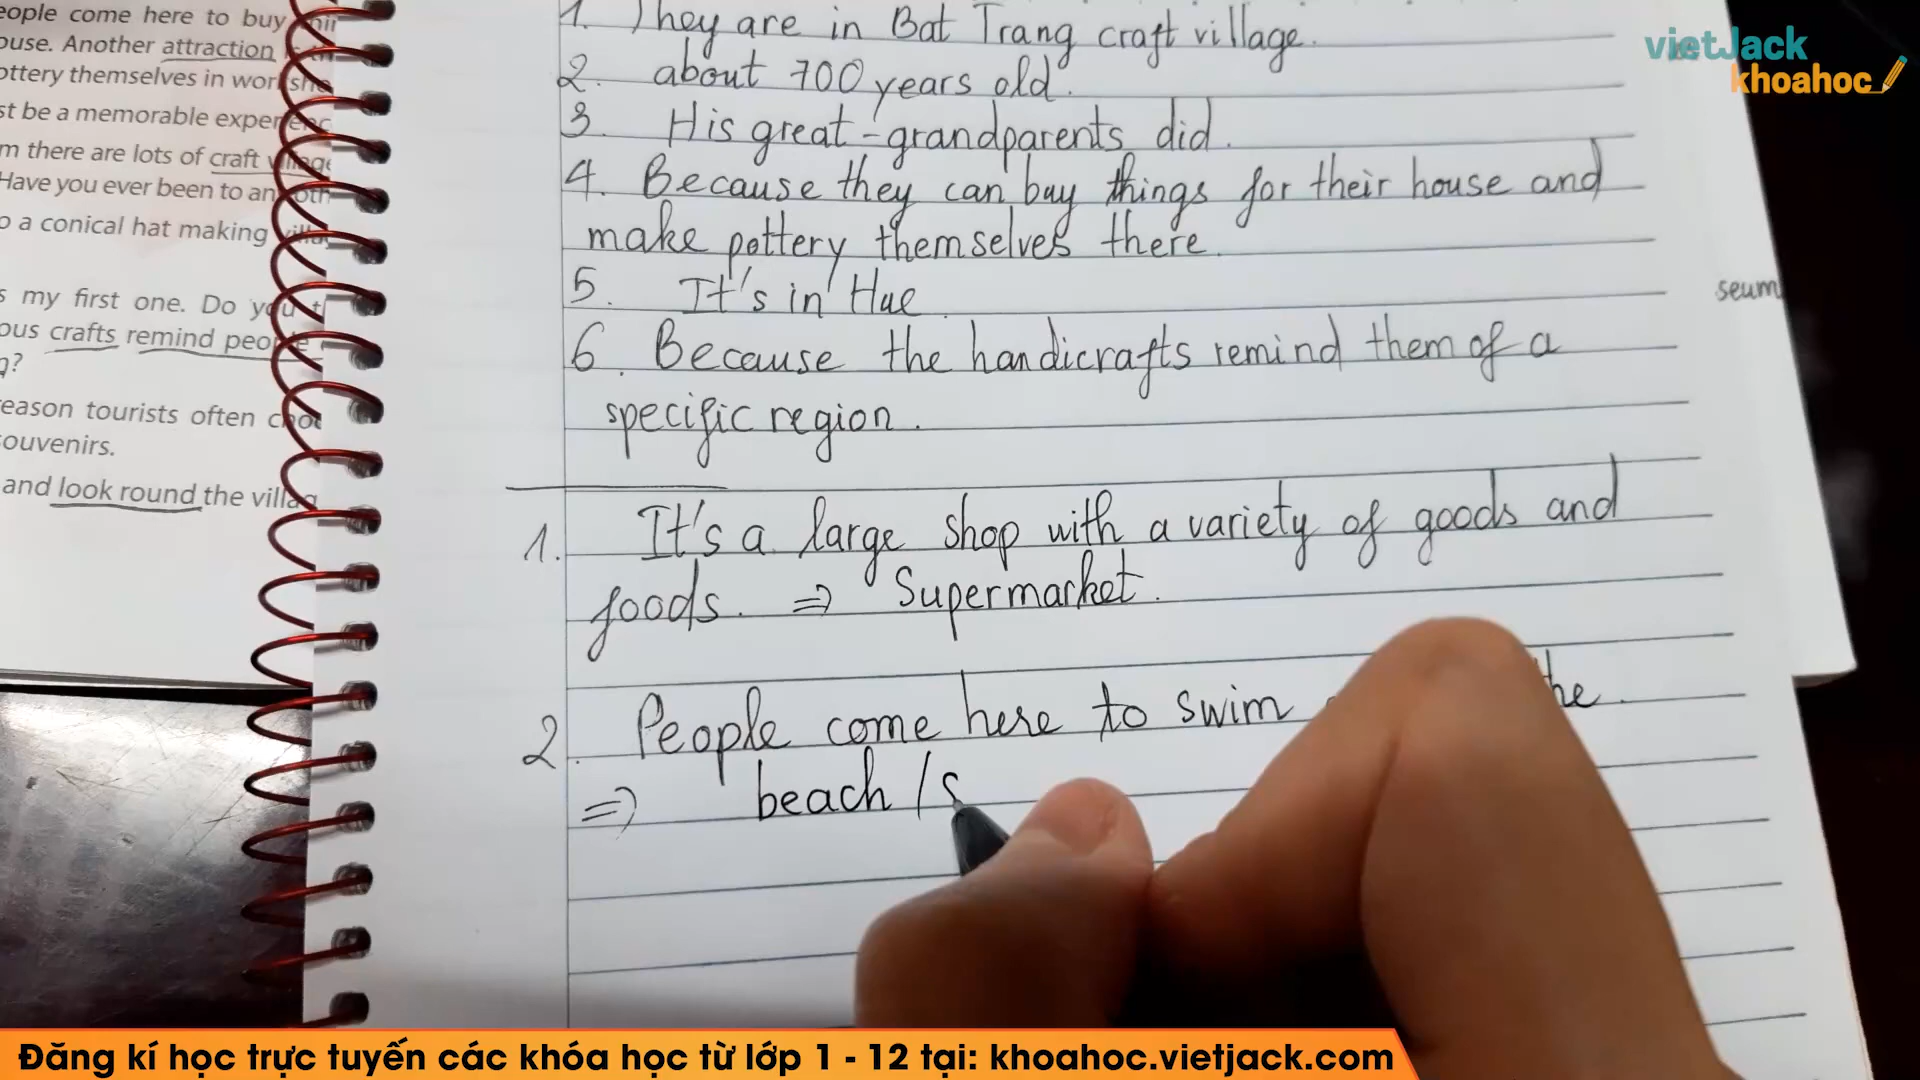 eople come here to buy
ouse. Another attraction
ottery themselves in
st be a memorable
m there are lots of craft
Have you ever been to
o a conical hat making
s my first one. Do you
ous crafts remind
?
eason tourists often
ouvenirs.
and look round the
1. They are in Bat Trang craft village.
2. about 700 years old.
3. His great-grandparents did.
4. Because they can buy things for their house and
make pottery themselves there.
5. It's in Hue.
6. Because the handicrafts remind them of a
specific region.
1. It's a large shop with a variety of goods and
foods. ⇒ Supermarket.
2. People come here to swim he.
⇒ beach / s
seum
vietJack
khoahoc
Đăng kí học trực tuyến các khóa học từ lớp 1 - 12 tại: khoahoc.vietjack.com